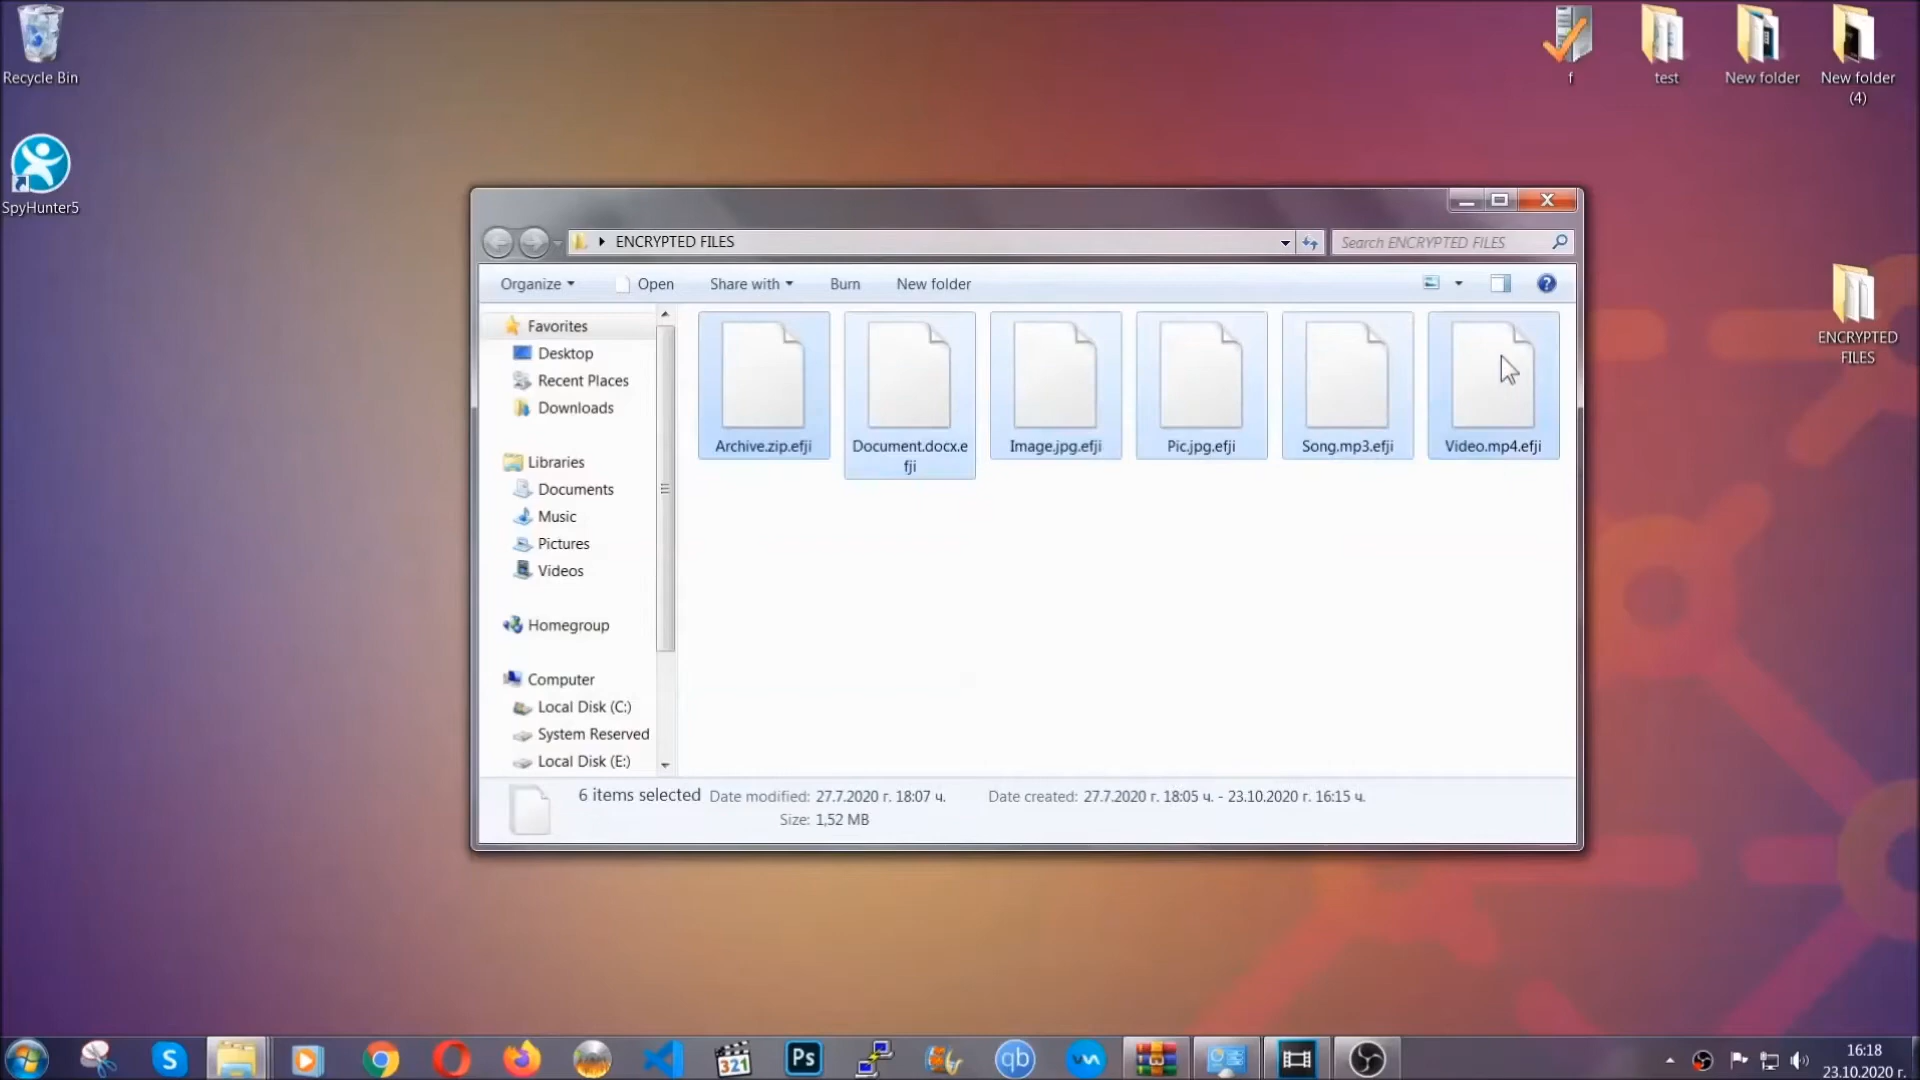 Recycle Bin
SpyHunter5
f
test
New folder
New folder
(4)
ENCRYPTED
FILES
ENCRYPTED FILES
Search ENCRYPTED FILES
Organize
Open
Share with
Burn
New folder
Favorites
Desktop
Recent Places
Downloads
Libraries
Documents
Music
Pictures
Videos
Homegroup
Computer
Local Disk (C:)
System Reserved
Local Disk (E:)
Archive.zip.efji
Document.docx.e
fji
Image.jpg.efji
Pic.jpg.efji
Song.mp3.efji
Video.mp4.efji
6 items selected Date modified: 27.7.2020 г. 18:07 ч. Date created: 27.7.2020 г. 18:05 ч. - 23.10.2020 г. 16:15 ч.
Size: 1,52 MB
S
321
Ps
qb
16:18
23.10.2020 г.